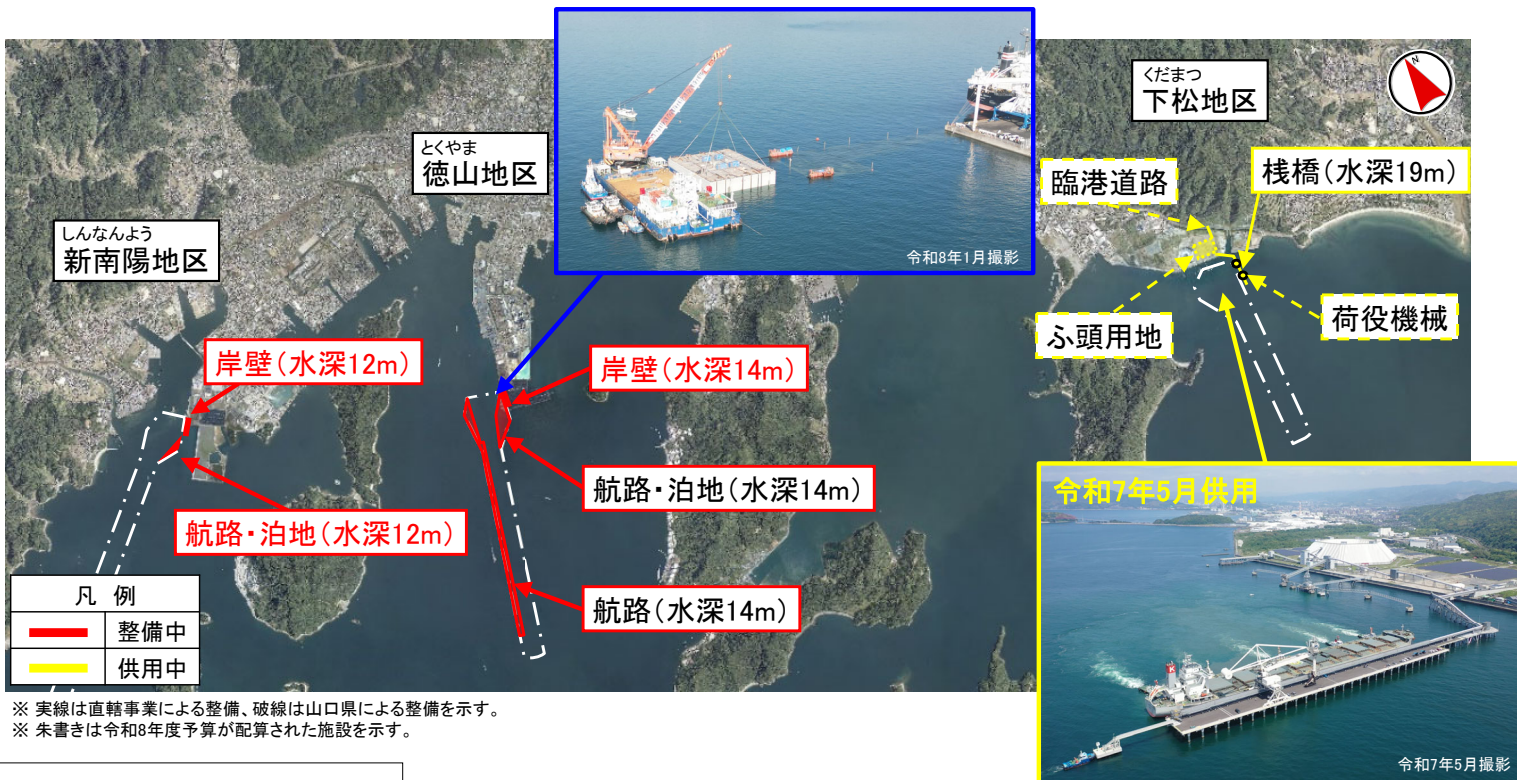 くだまつ
下松地区
N
とくやま
徳山地区
臨港道路
桟橋(水深19m)
しんなんよう
新南陽地区
令和8年1月撮影
ふ頭用地
荷役機械
岸壁(水深12m)
岸壁(水深14m)
航路・泊地(水深14m)
航路・泊地(水深12m)
令和7年5月供用
航路(水深14m)
凡 例
整備中
供用中
※ 実線は直轄事業による整備、破線は山口県による整備を示す。
※ 朱書きは令和8年度予算が配算された施設を示す。
令和7年5月撮影